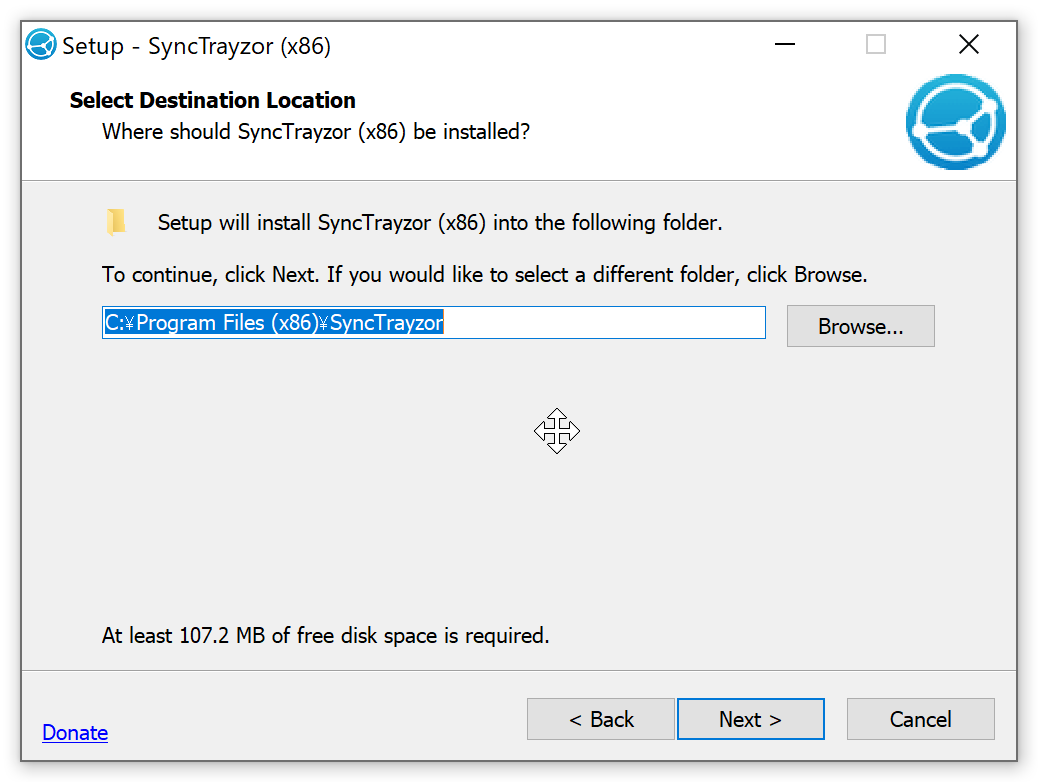 Setup - SyncTrayzor (x86)
Select Destination Location
Where should SyncTrayzor (x86) be installed?
Setup will install SyncTrayzor (x86) into the following folder.
To continue, click Next. If you would like to select a different folder, click Browse.
C:¥Program Files (x86)¥SyncTrayzor
Browse...
At least 107.2 MB of free disk space is required.
Donate
< Back
Next >
Cancel